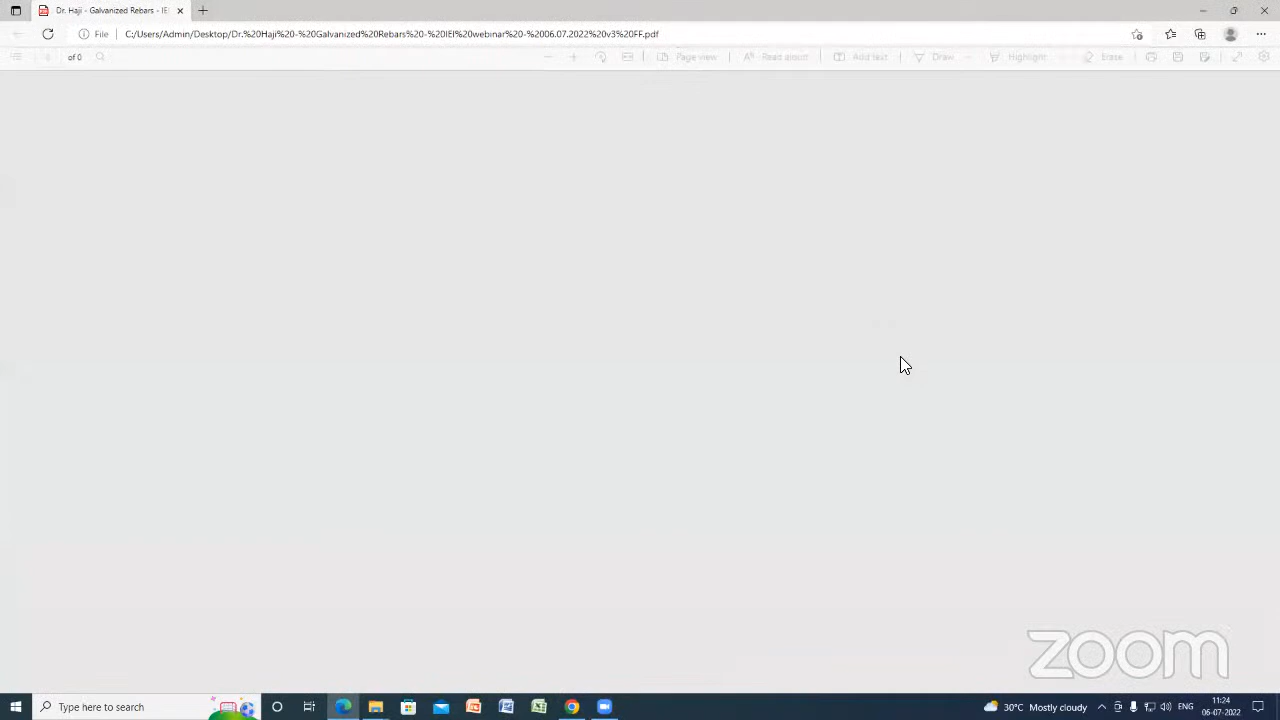 Dr. Haji - Galvanized Rebars - IEI
File
C:/Users/Admin/Desktop/Dr.%20Haji%20-%20Galvanized%20Rebars%20-%20IEI%20webinar%20-%2006.07.2022%20v3%20FF.pdf
of 0
Page view
Read aloud
Add text
Draw
Highlight
Erase
zoom
Type here to search
30°C Mostly cloudy
ENG
11:24
06-07-2022